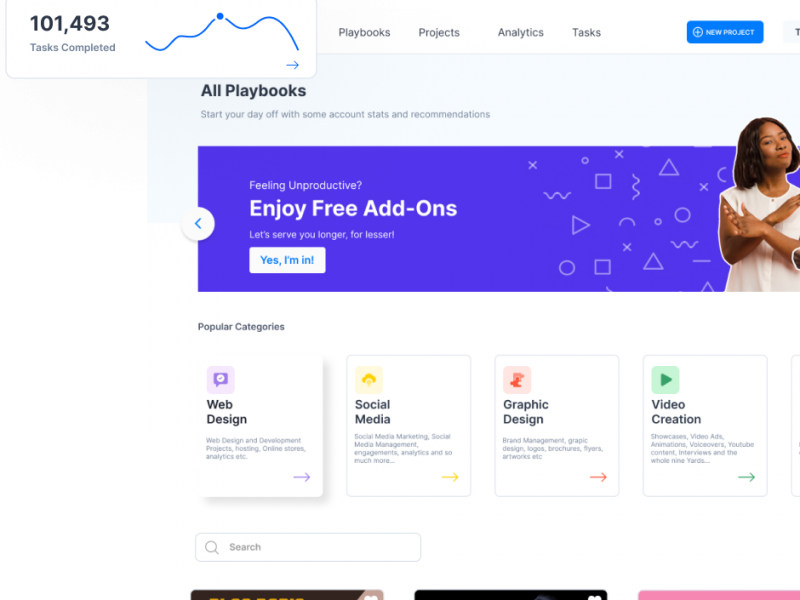 101,493
Tasks Completed
Playbooks Projects Analytics Tasks
NEW PROJECT
All Playbooks
Start your day off with some account stats and recommendations
Feeling Unproductive?
Enjoy Free Add-Ons
Let's serve you longer, for lesser!
Yes, I'm in!
Popular Categories
Web
Design
Web Design and Development
Projects, hosting, Online stores,
analytics etc.
Social
Media
Social Media Marketing, Social
Media Management,
engagements, analytics and so
much more...
Graphic
Design
Brand Management, grapic
design, logos, brochures, flyers,
artworks etc
Video
Creation
Showcases, Video Ads,
Animations, Voiceovers, Youtube
content, Interviews and the
whole nine Yards...
Search